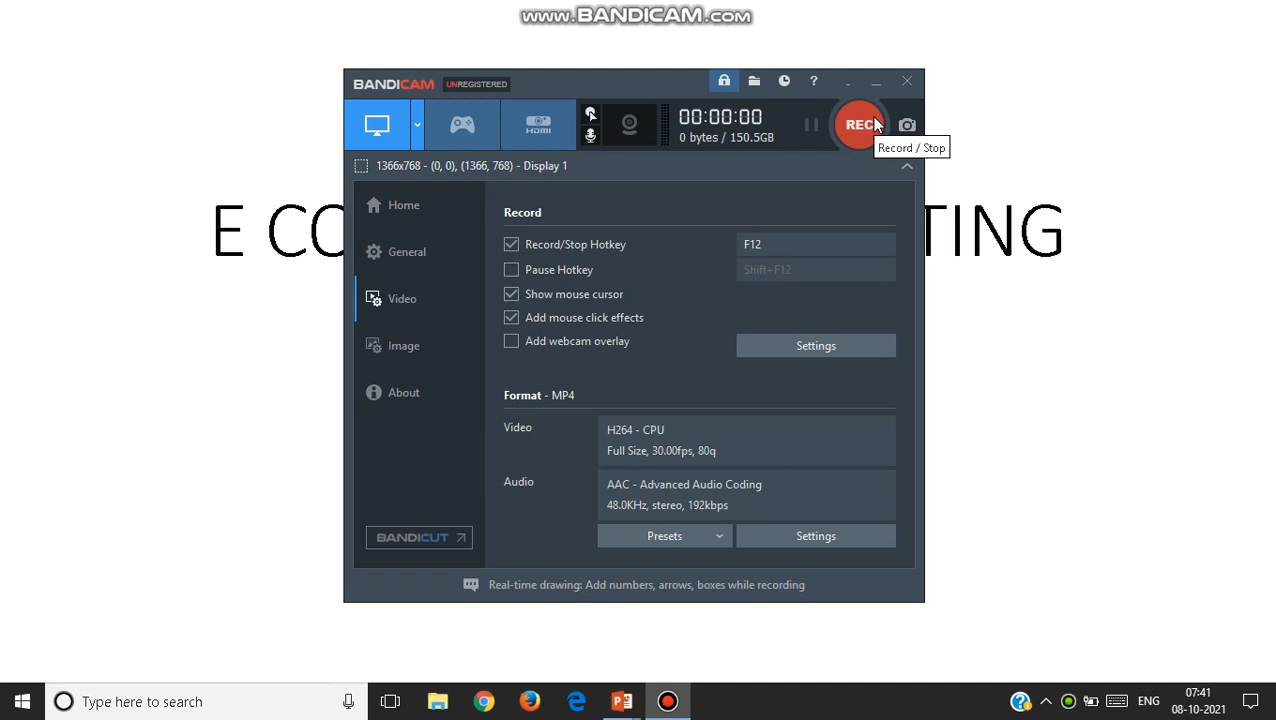 www.BANDICAM.com
BANDICAM UNREGISTERED
HDMI
00:00:00
0 bytes / 150.5GB
REC
Record / Stop
1366x768 - (0, 0), (1366, 768) - Display 1
E CO
TING
Home
General
Video
Image
About
BANDICUT
Record
Record/Stop Hotkey
F12
Pause Hotkey
Shift+F12
Show mouse cursor
Add mouse click effects
Add webcam overlay
Settings
Format - MP4
Video
H264 - CPU
Full Size, 30.00fps, 80q
Audio
AAC - Advanced Audio Coding
48.0KHz, stereo, 192kbps
Presets
Settings
Real-time drawing: Add numbers, arrows, boxes while recording
Type here to search
ENG
07:41
08-10-2021